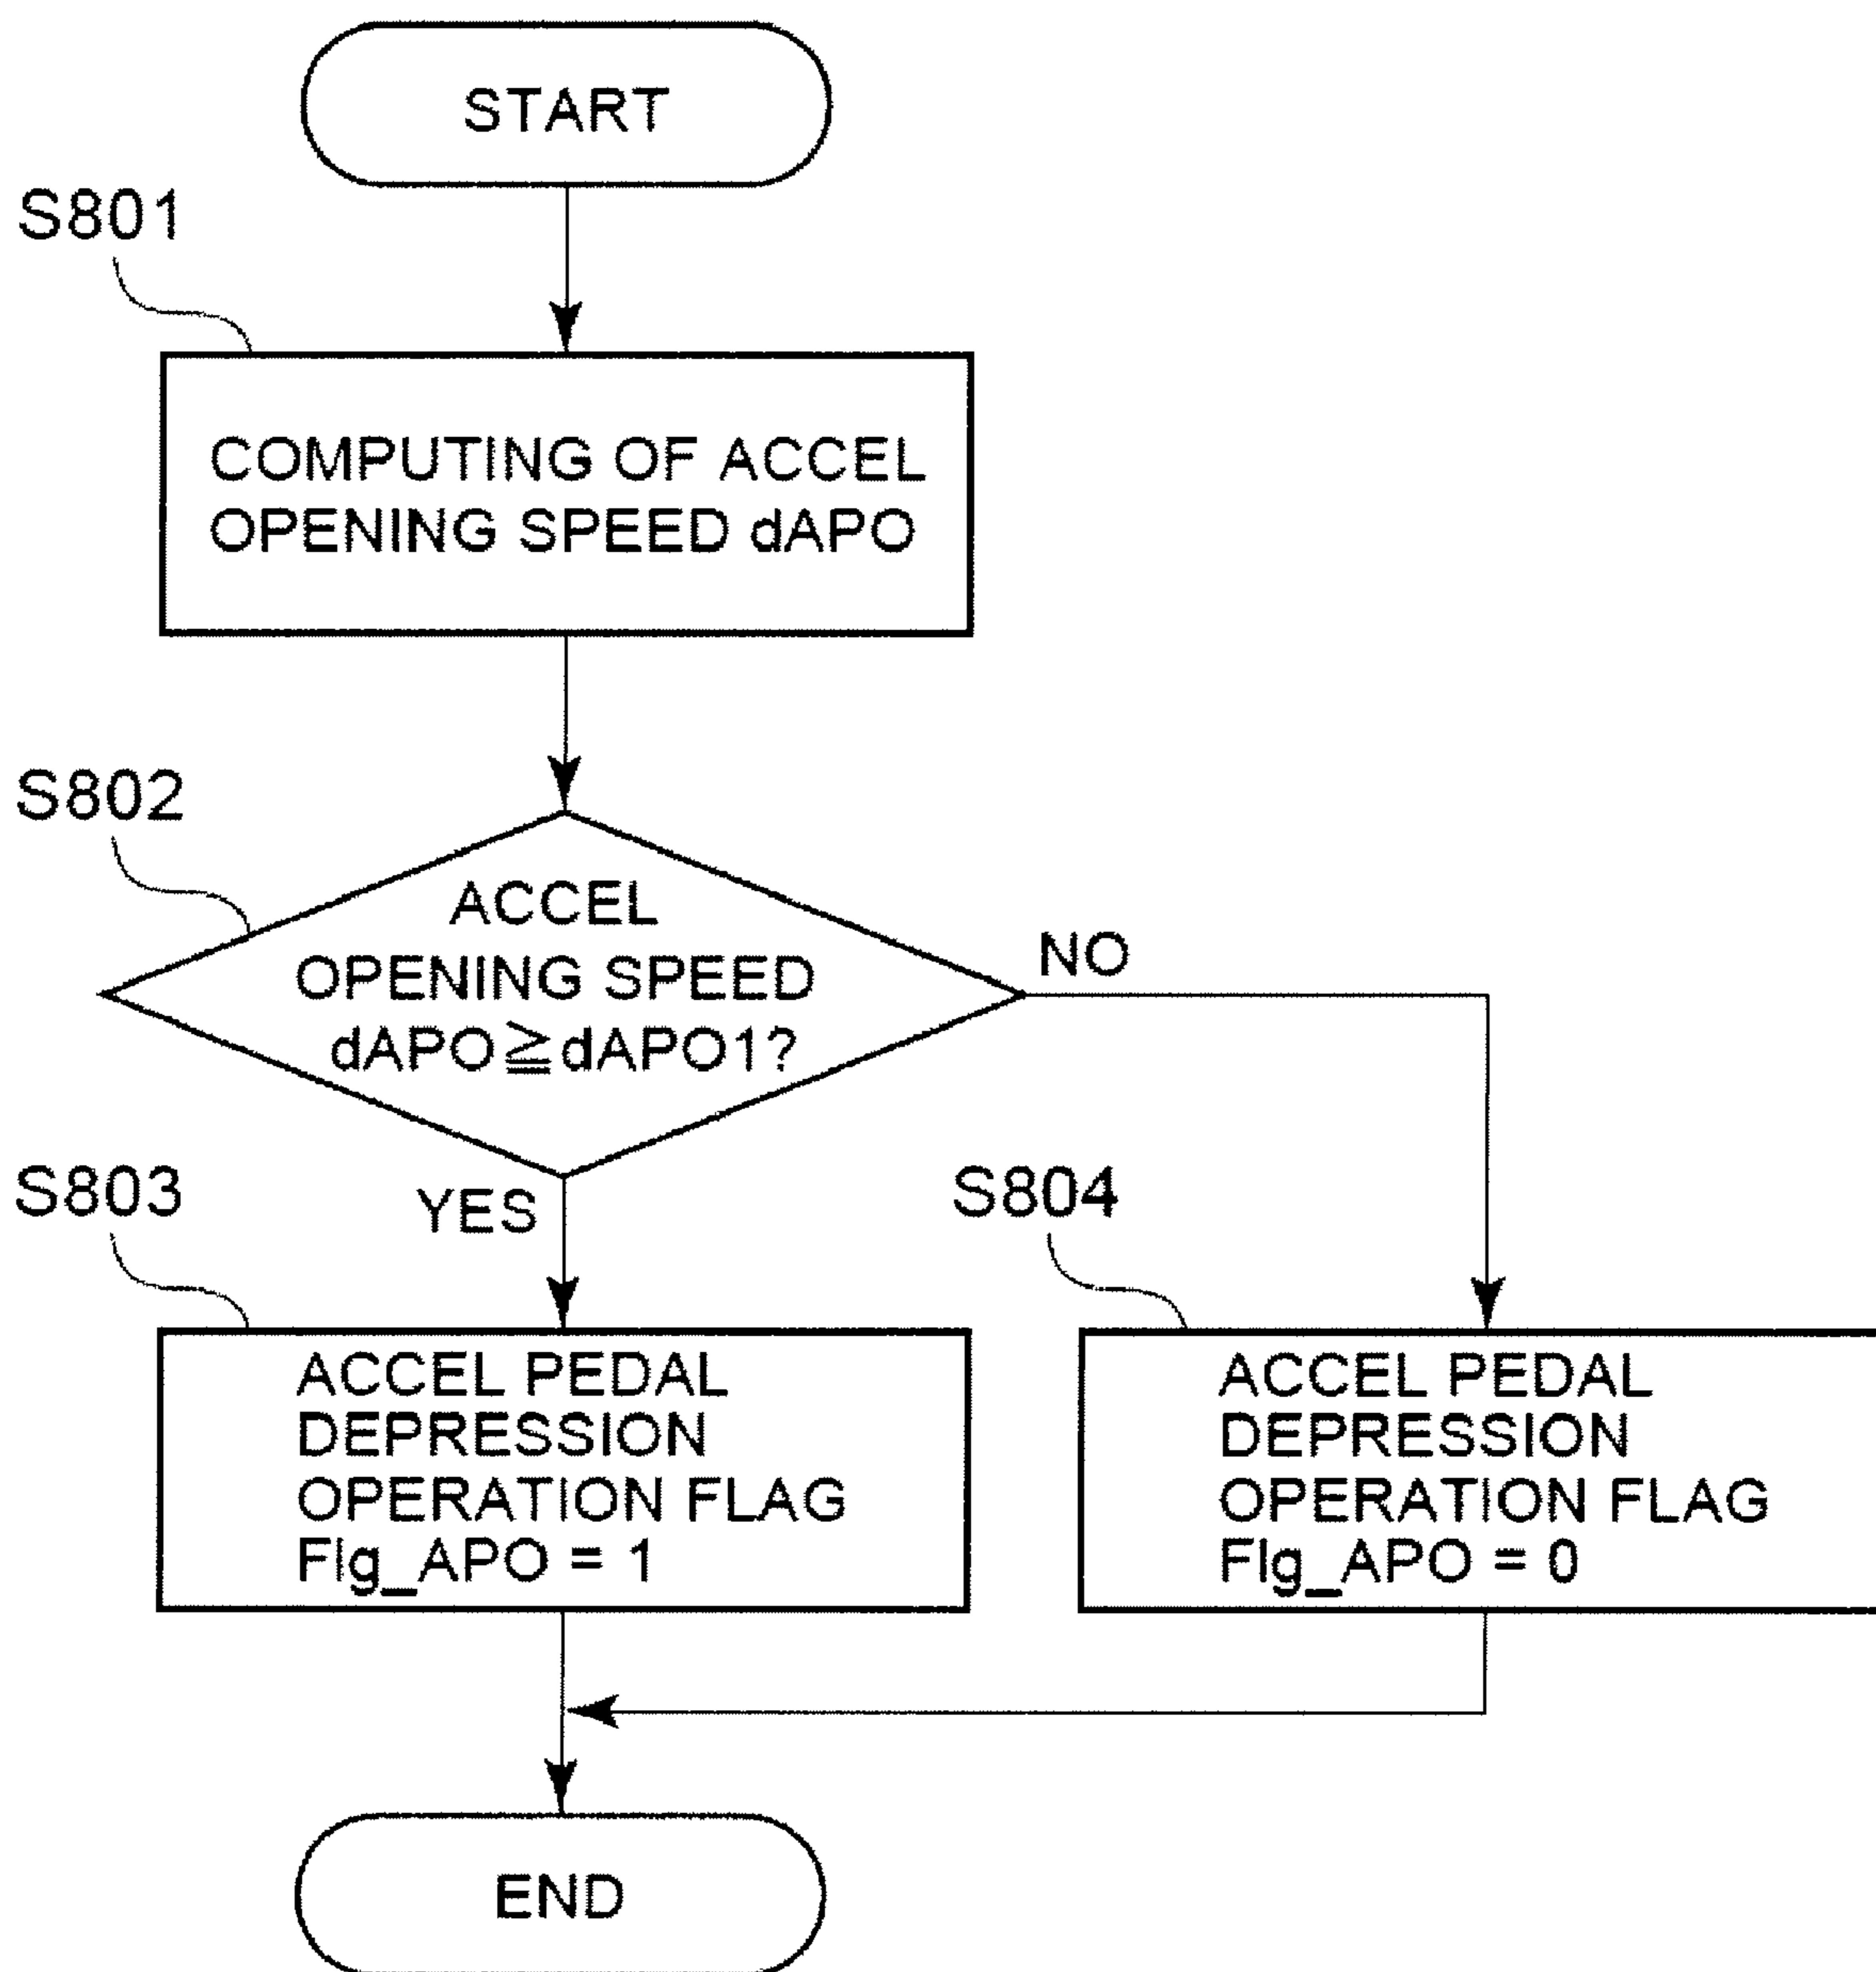 START
S801
COMPUTING OF ACCEL
OPENING SPEED dAPO
S802
ACCEL
OPENING SPEED
dAPO≧dAPO1?
NO
YES
S803
ACCEL PEDAL
DEPRESSION
OPERATION FLAG
Flg_APO = 1
S804
ACCEL PEDAL
DEPRESSION
OPERATION FLAG
Flg_APO = 0
END